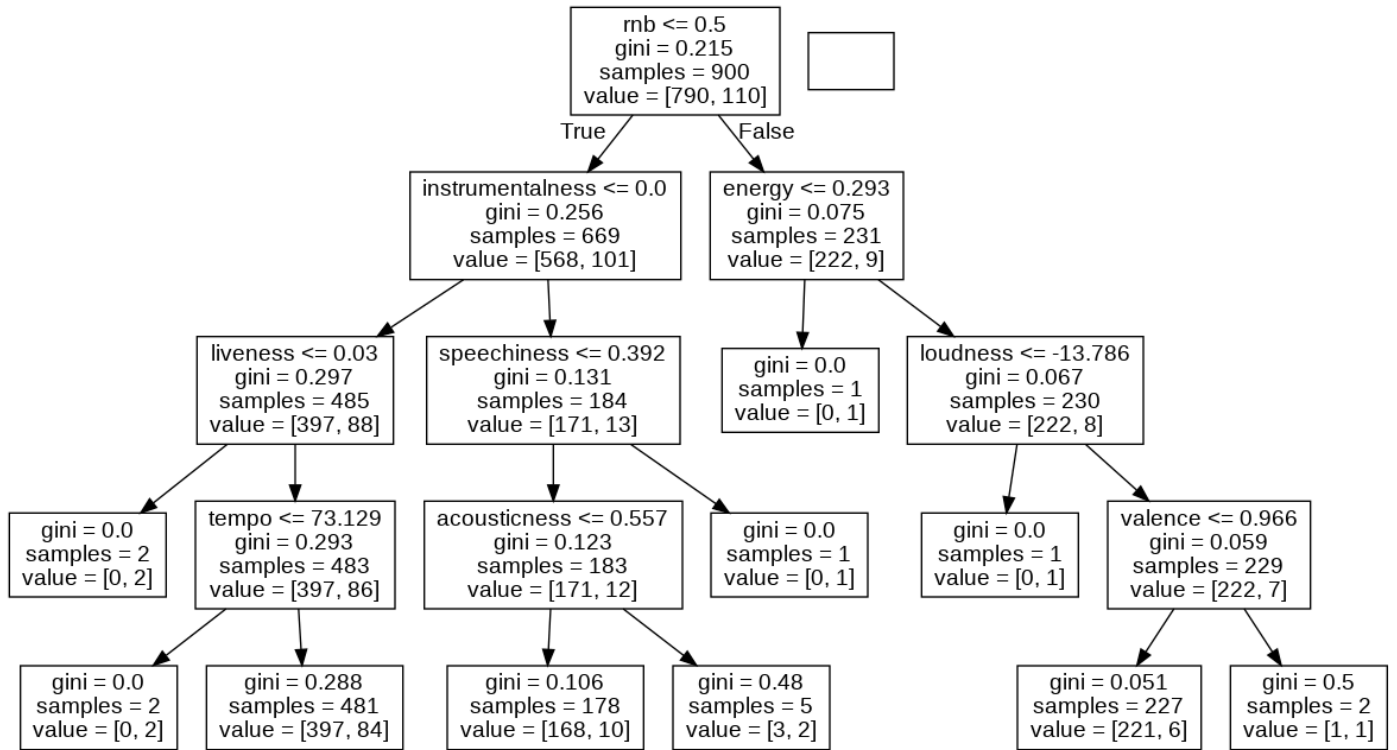 rnb <= 0.5
gini = 0.215
samples = 900
value = [790, 110]
True
False
instrumentalness <= 0.0
gini = 0.256
samples = 669
value = [568, 101]
energy <= 0.293
gini = 0.075
samples = 231
value = [222, 9]
liveness <= 0.03
gini = 0.297
samples = 485
value = [397, 88]
speechiness <= 0.392
gini = 0.131
samples = 184
value = [171, 13]
gini = 0.0
samples = 1
value = [0, 1]
loudness <= -13.786
gini = 0.067
samples = 230
value = [222, 8]
gini = 0.0
samples = 2
value = [0, 2]
tempo <= 73.129
gini = 0.293
samples = 483
value = [397, 86]
acousticness <= 0.557
gini = 0.123
samples = 183
value = [171, 12]
gini = 0.0
samples = 1
value = [0, 1]
gini = 0.0
samples = 1
value = [0, 1]
valence <= 0.966
gini = 0.059
samples = 229
value = [222, 7]
gini = 0.0
samples = 2
value = [0, 2]
gini = 0.288
samples = 481
value = [397, 84]
gini = 0.106
samples = 178
value = [168, 10]
gini = 0.48
samples = 5
value = [3, 2]
gini = 0.051
samples = 227
value = [221, 6]
gini = 0.5
samples = 2
value = [1, 1]